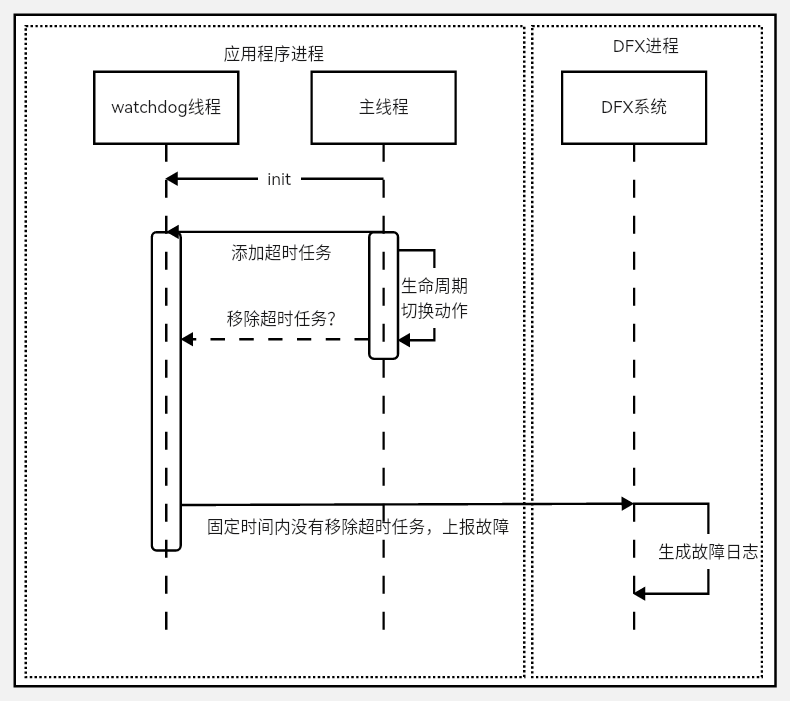 应用程序进程
DFX进程
watchdog线程
主线程
DFX系统
init
添加超时任务
生命周期
切换动作
移除超时任务?
固定时间内没有移除超时任务，上报故障
生成故障日志